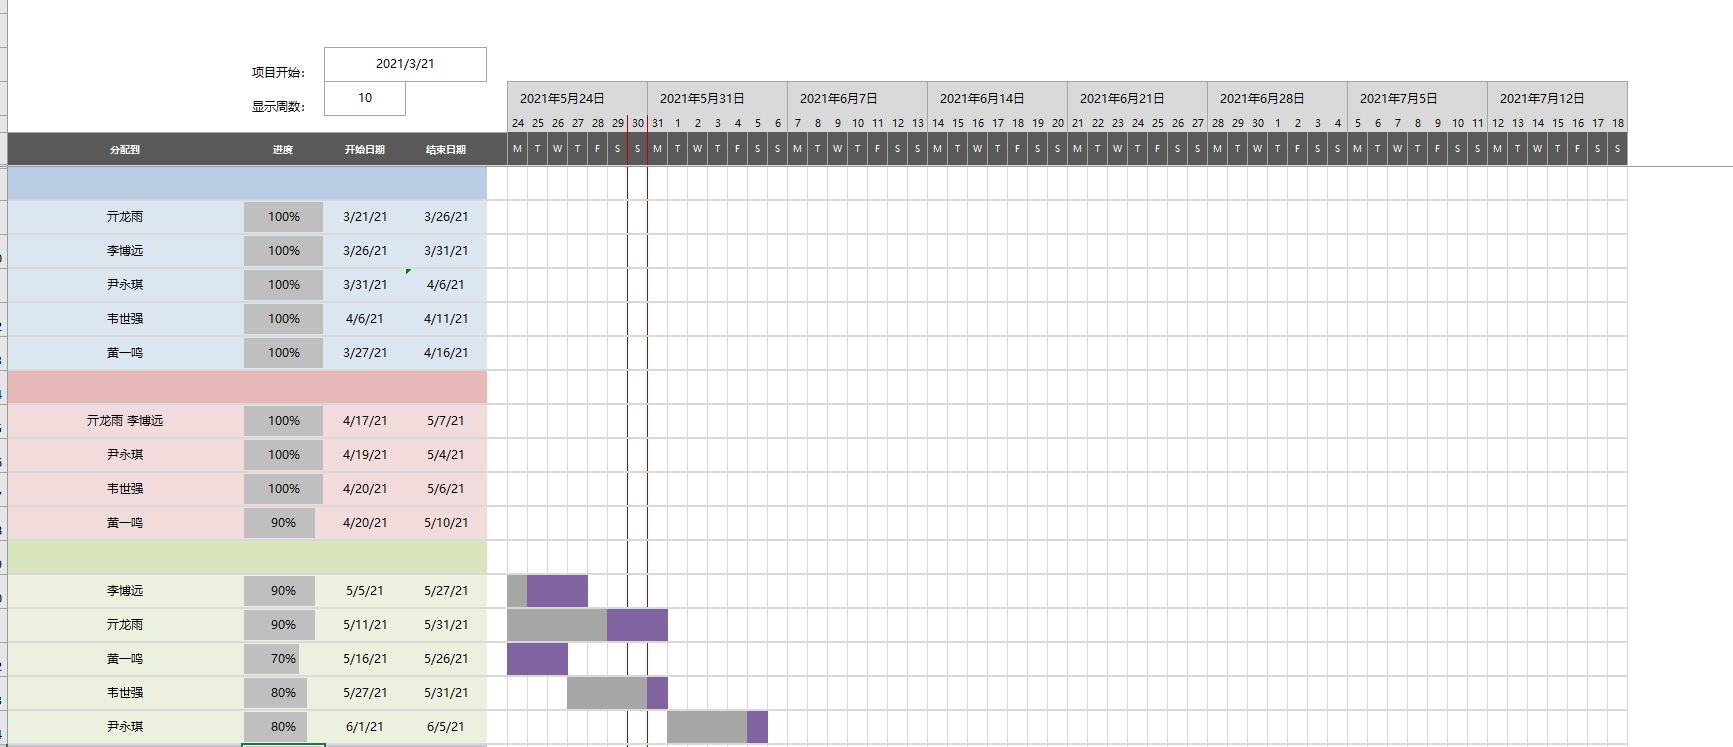 项目开始： 2021/3/21
显示周数： 10
2021年5月24日 2021年5月31日 2021年6月7日 2021年6月14日 2021年6月21日 2021年6月28日 2021年7月5日 2021年7月12日
24 25 26 27 28 29 30 31 1 2 3 4 5 6 7 8 9 10 11 12 13 14 15 16 17 18 19 20 21 22 23 24 25 26 27 28 29 30 1 2 3 4 5 6 7 8 9 10 11 12 13 14 15 16 17 18
分配到 进度 开始日期 结束日期 M T W T F S S M T W T F S S M T W T F S S M T W T F S S M T W T F S S M T W T F S S M T W T F S S M T W T F S S
亓龙雨 100% 3/21/21 3/26/21
李博远 100% 3/26/21 3/31/21
尹永琪 100% 3/31/21 4/6/21
韦世强 100% 4/6/21 4/11/21
黄一鸣 100% 3/27/21 4/16/21
亓龙雨 李博远 100% 4/17/21 5/7/21
尹永琪 100% 4/19/21 5/4/21
韦世强 100% 4/20/21 5/6/21
黄一鸣 90% 4/20/21 5/10/21
李博远 90% 5/5/21 5/27/21
亓龙雨 90% 5/11/21 5/31/21
黄一鸣 70% 5/16/21 5/26/21
韦世强 80% 5/27/21 5/31/21
尹永琪 80% 6/1/21 6/5/21